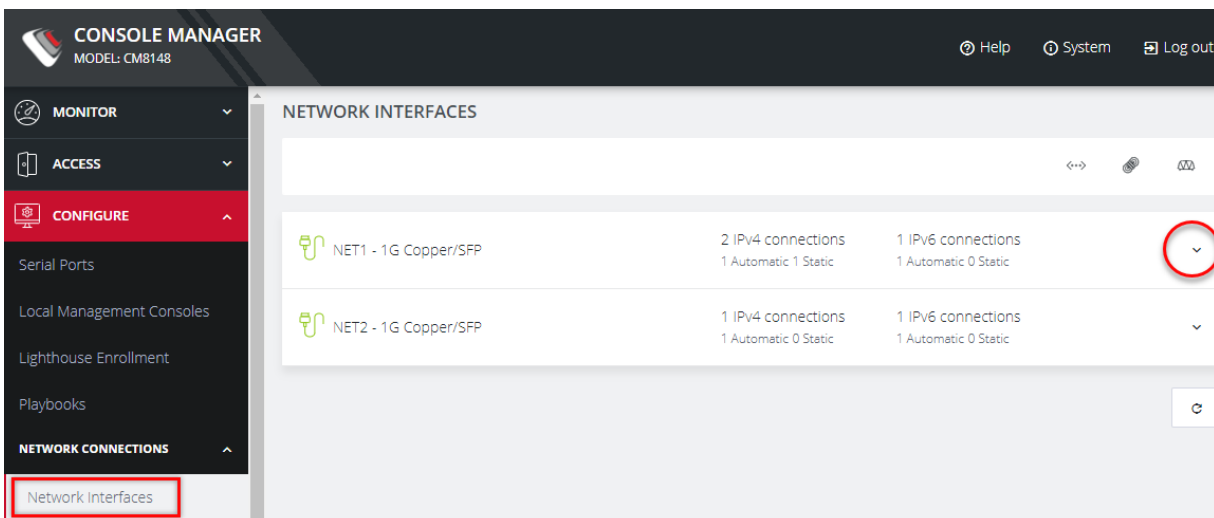 CONSOLE MANAGER
MODEL: CM8148
Help
System
Log out
MONITOR
ACCESS
CONFIGURE
Serial Ports
Local Management Consoles
Lighthouse Enrollment
Playbooks
NETWORK CONNECTIONS
Network Interfaces
NETWORK INTERFACES
NET1 - 1G Copper/SFP
2 IPv4 connections
1 Automatic 1 Static
1 IPv6 connections
1 Automatic 0 Static
NET2 - 1G Copper/SFP
1 IPv4 connections
1 Automatic 0 Static
1 IPv6 connections
1 Automatic 0 Static